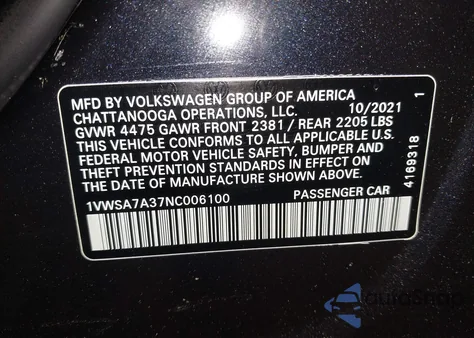 MFD BY VOLKSWAGEN GROUP OF AMERICA
CHATTANOOGA OPERATIONS, LLC. 10/2021
GVWR 4475 GAWR FRONT 2381 / REAR 2205 LBS
THIS VEHICLE CONFORMS TO ALL APPLICABLE U.S.
FEDERAL MOTOR VEHICLE SAFETY, BUMPER AND
THEFT PREVENTION STANDARDS IN EFFECT ON
THE DATE OF MANUFACTURE SHOWN ABOVE.
1VWSA7A37NC006100 PASSENGER CAR
4169318 1
autoSnap